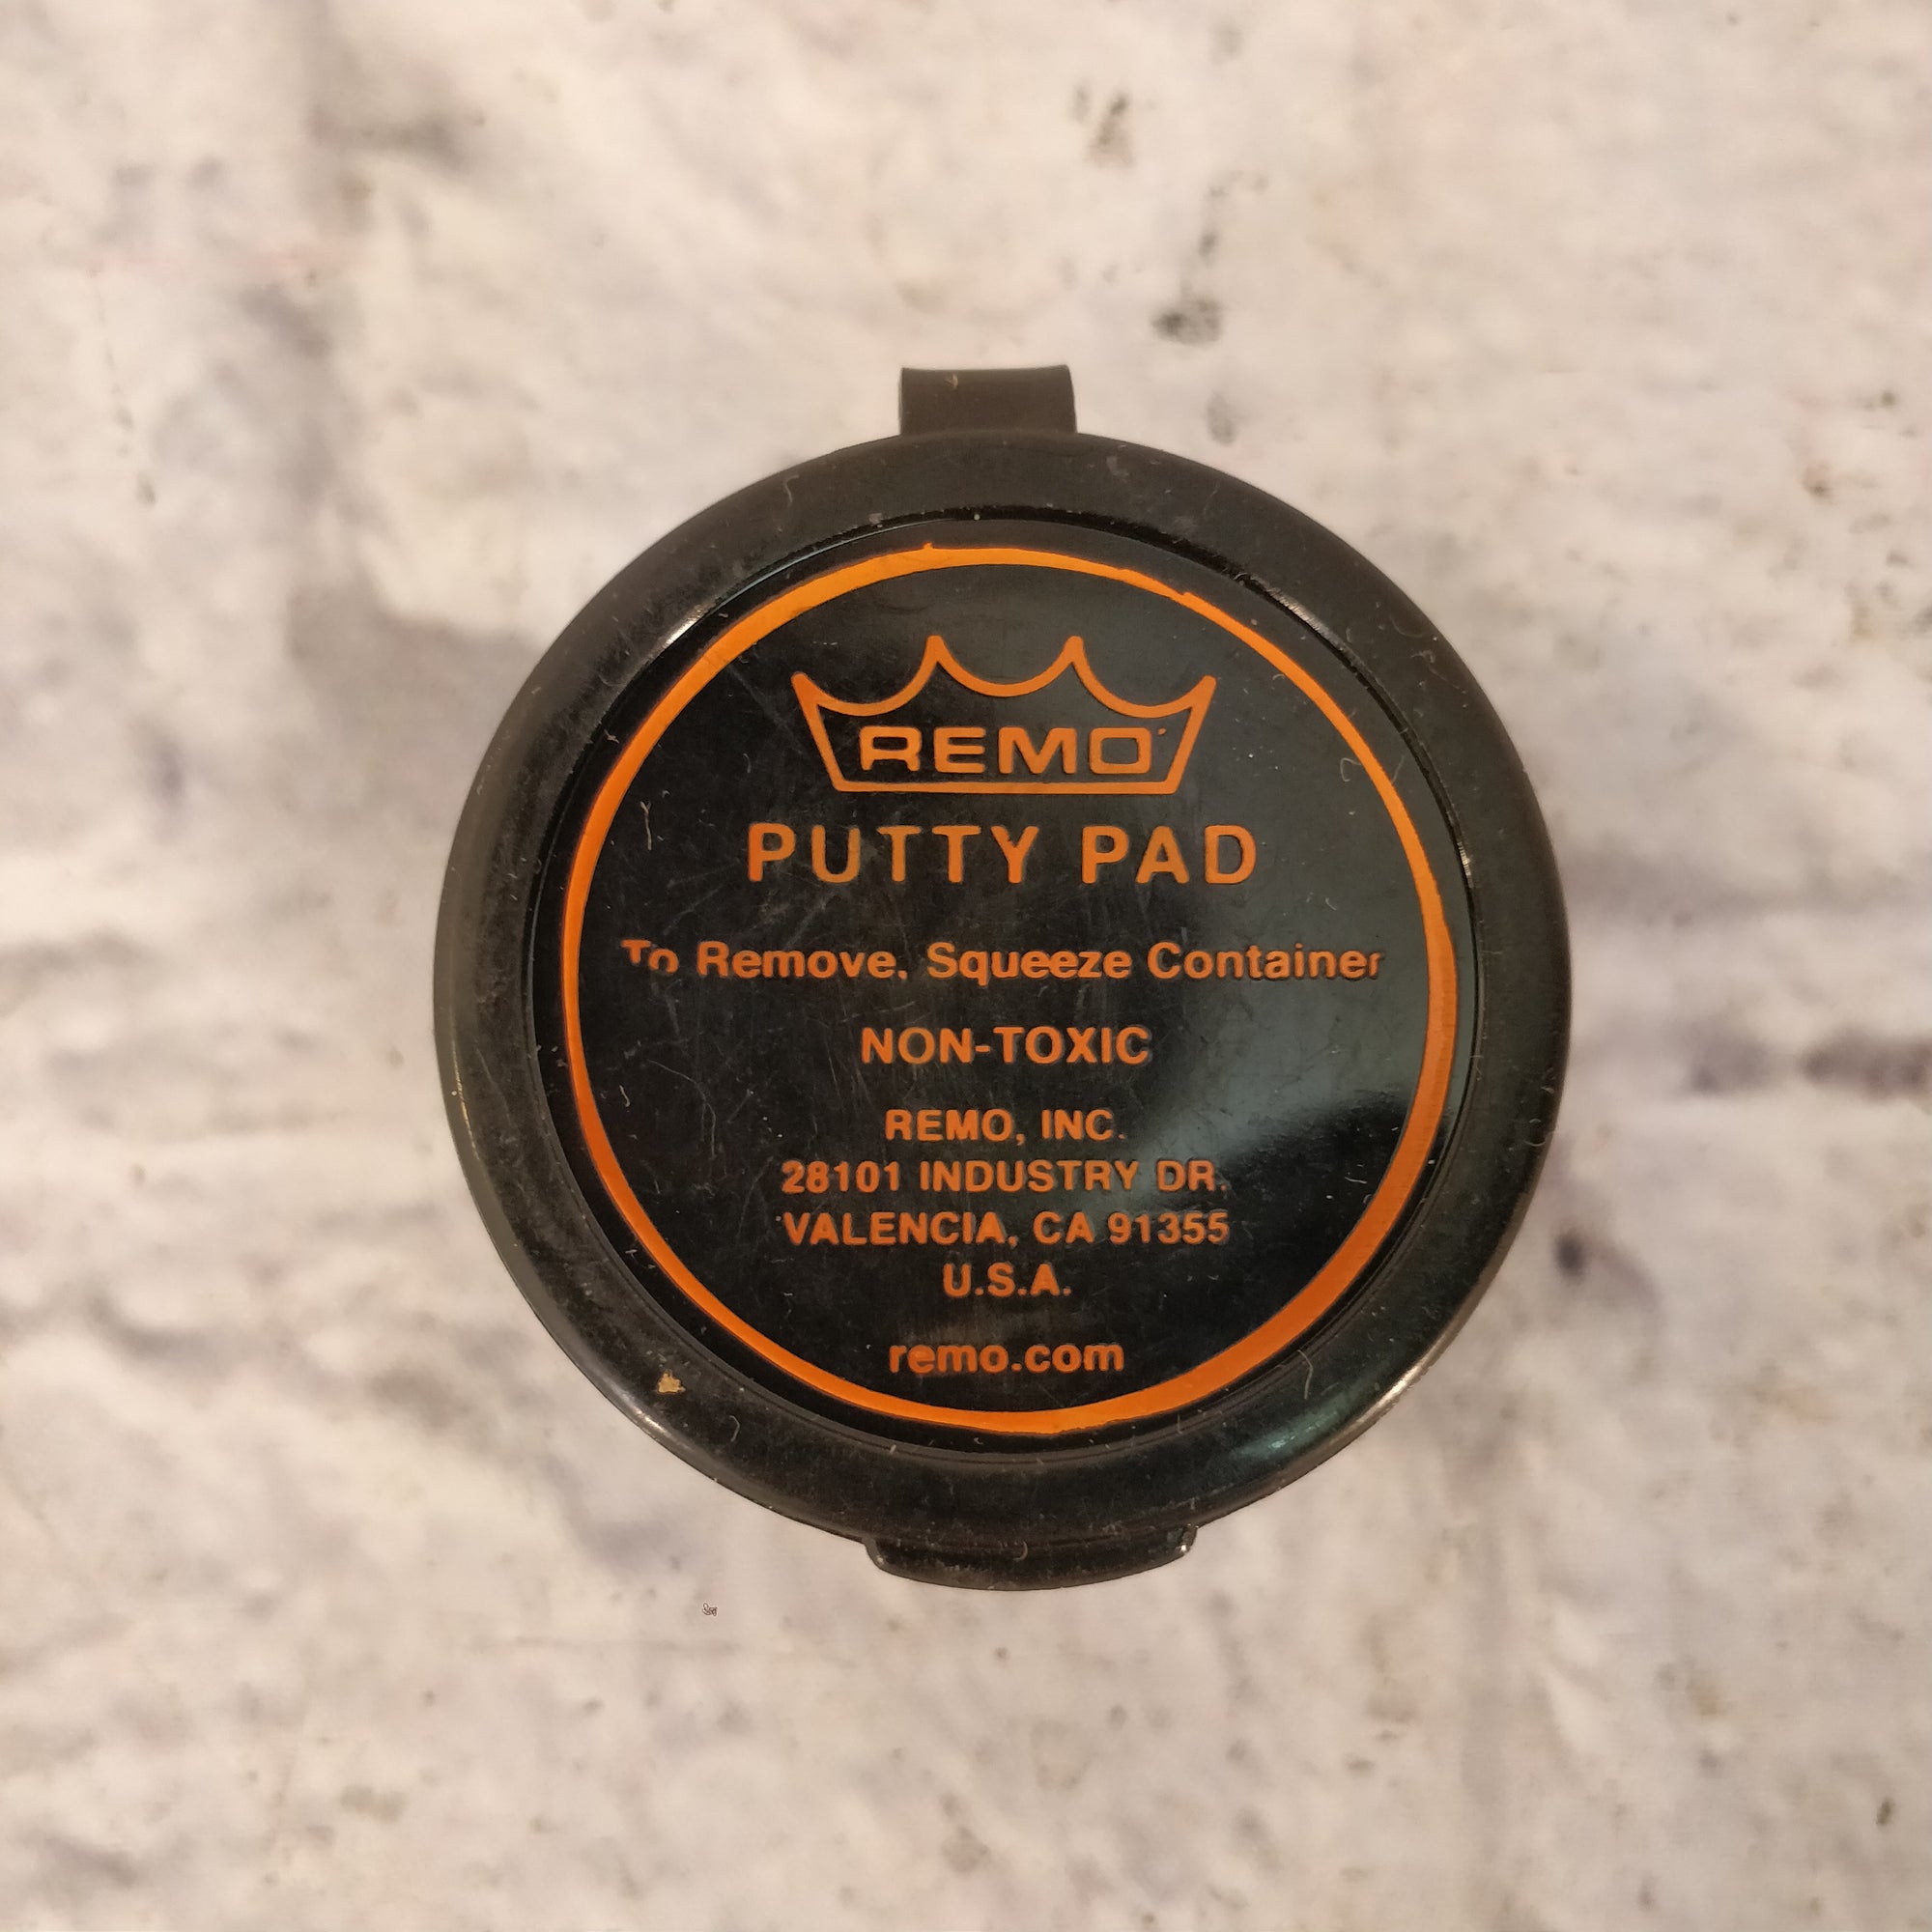 REMO
PUTTY PAD
To Remove, Squeeze Container
NON-TOXIC
REMO, INC.
28101 INDUSTRY DR.
VALENCIA, CA 91355
U.S.A.
remo.com